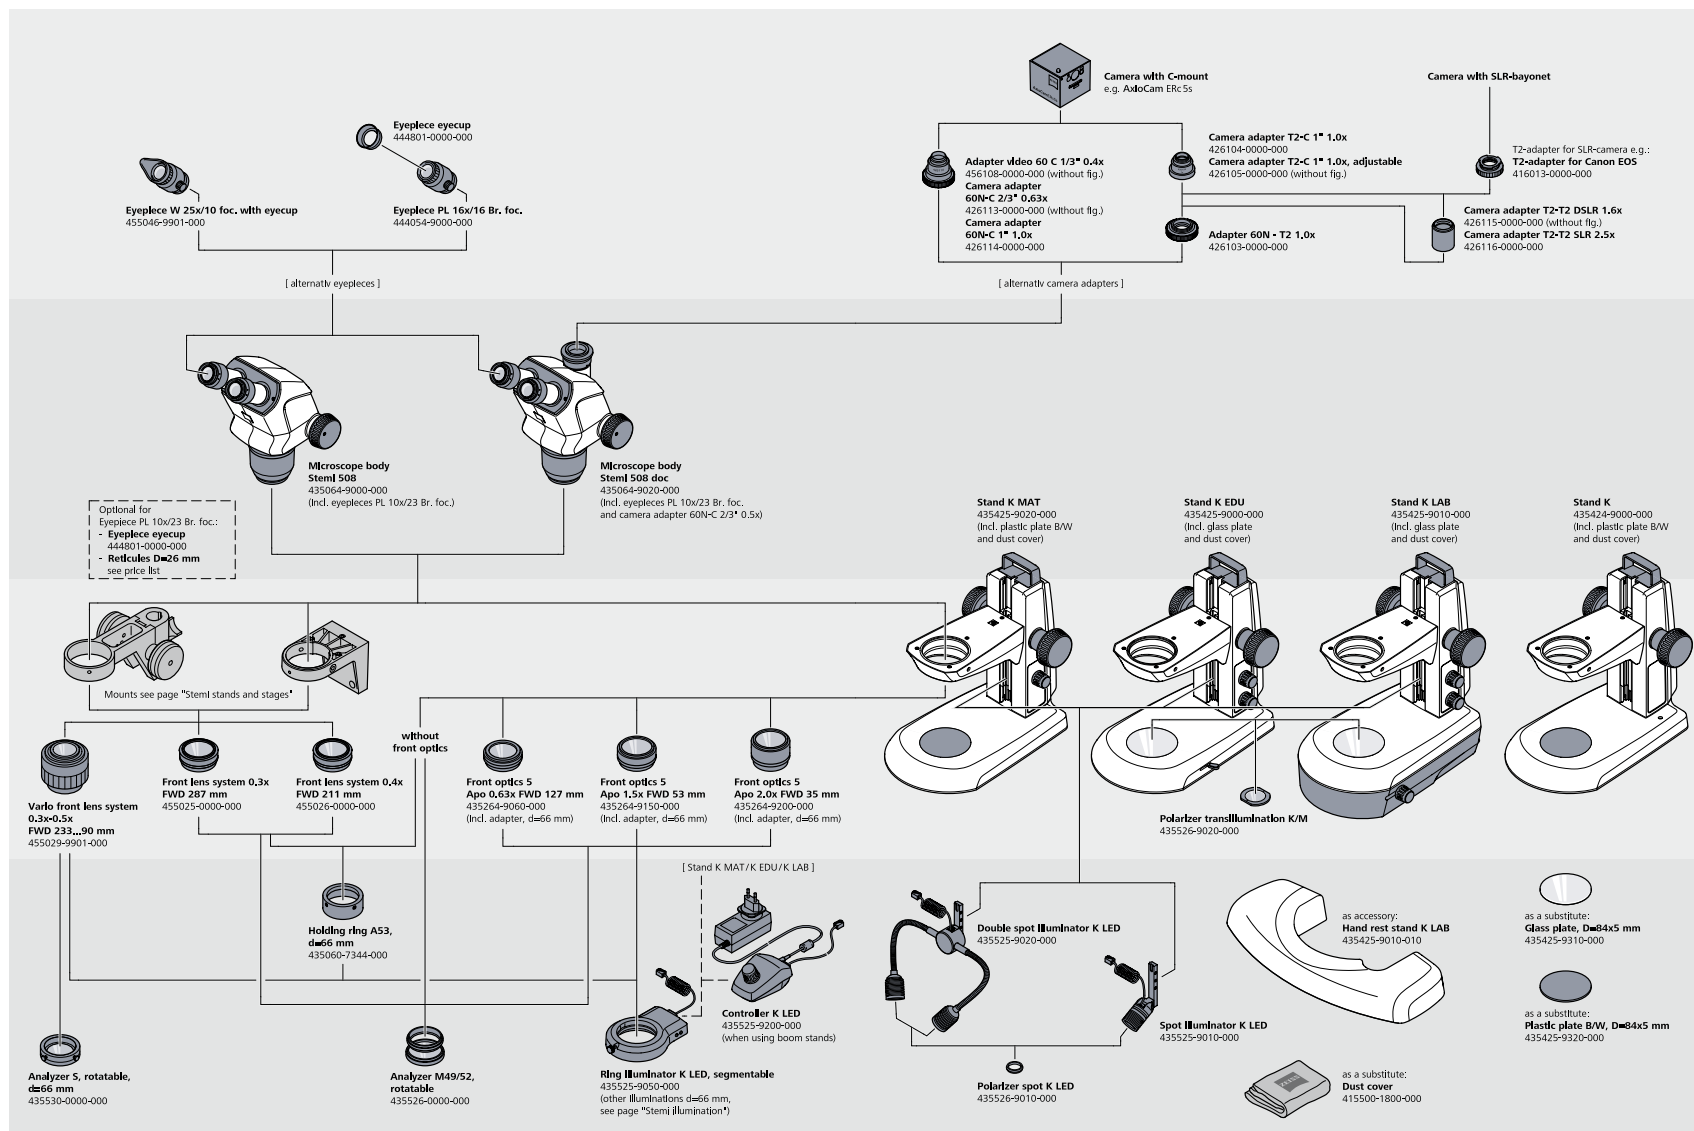 Camera with C-mount
e.g. AxioCam ERc 5s
Camera with SLR-bayonet
Eyepiece eyecup
444801-0000-000
Eyepiece W 25x/10 foc. with eyecup
455046-9901-000
Eyepiece PL 16x/16 Br. foc.
444054-9000-000
[ alternativ eyepieces ]
Adapter video 60 C 1/3" 0.4x
456108-0000-000 (without fig.)
Camera adapter
60N-C 2/3" 0.63x
426113-0000-000 (without fig.)
Camera adapter
60N-C 1" 1,0x
426114-0000-000
Camera adapter T2-C 1" 1.0x
426104-0000-000
Camera adapter T2-C 1" 1.0x, adjustable
426105-0000-000 (without fig.)
Adapter 60N - T2 1,0x
426103-0000-000
T2-adapter for SLR-camera e.g.:
T2-adapter for Canon EOS
416013-0000-000
Camera adapter T2-T2 DSLR 1.6x
426115-0000-000 (without fig.)
Camera adapter T2-T2 SLR 2.5x
426116-0000-000
[ alternativ camera adapters ]
Microscope body
Stemi 508
435064-9000-000
(Incl. eyepieces PL 10x/23 Br. foc.)
Microscope body
Stemi 508 doc
435064-9020-000
(Incl. eyepieces PL 10x/23 Br. foc.
and camera adapter 60N-C 2/3" 0.5x)
Optional for
Eyepiece PL 10x/23 Br. foc.:
- Eyepiece eyecup
444801-0000-000
- Reticules D=26 mm
see price list
Stand K MAT
435425-9020-000
(Incl. plastic plate B/W
and dust cover)
Stand K EDU
435425-9000-000
(Incl. glass plate
and dust cover)
Stand K LAB
435425-9010-000
(Incl. glass plate
and dust cover)
Stand K
435424-9000-000
(Incl. plastic plate B/W
and dust cover)
Mounts see page "Stemi stands and stages"
without
front optics
Vario front lens system
0.3x-0.5x
FWD 233...90 mm
455029-9901-000
Front lens system 0.3x
FWD 287 mm
455025-0000-000
Front lens system 0.4x
FWD 211 mm
455026-0000-000
Front optics 5
Apo 0.63x FWD 127 mm
435264-9060-000
(Incl. adapter, d=66 mm)
Front optics 5
Apo 1.5x FWD 53 mm
435264-9150-000
(Incl. adapter, d=66 mm)
Front optics 5
Apo 2.0x FWD 35 mm
435264-9200-000
(Incl. adapter, d=66 mm)
Polarizer transillumination K/M
435526-9020-000
[ Stand K MAT/K EDU/K LAB ]
Holding ring A53,
d=66 mm
435060-7344-000
Controller K LED
435525-9200-000
(when using boom stands)
Double spot illuminator K LED
435525-9020-000
Spot illuminator K LED
435525-9010-000
Polarizer spot K LED
435526-9010-000
Analyzer S, rotatable,
d=66 mm
435530-0000-000
Analyzer M49/52,
rotatable
435526-0000-000
Ring illuminator K LED, segmentable
435525-9050-000
(other illuminations d=66 mm,
see page "Stemi illumination")
as accessory:
Hand rest stand K LAB
435425-9010-010
as a substitute:
Glass plate, D=84x5 mm
435425-9310-000
as a substitute:
Plastic plate B/W, D=84x5 mm
435425-9320-000
as a substitute:
Dust cover
415500-1800-000